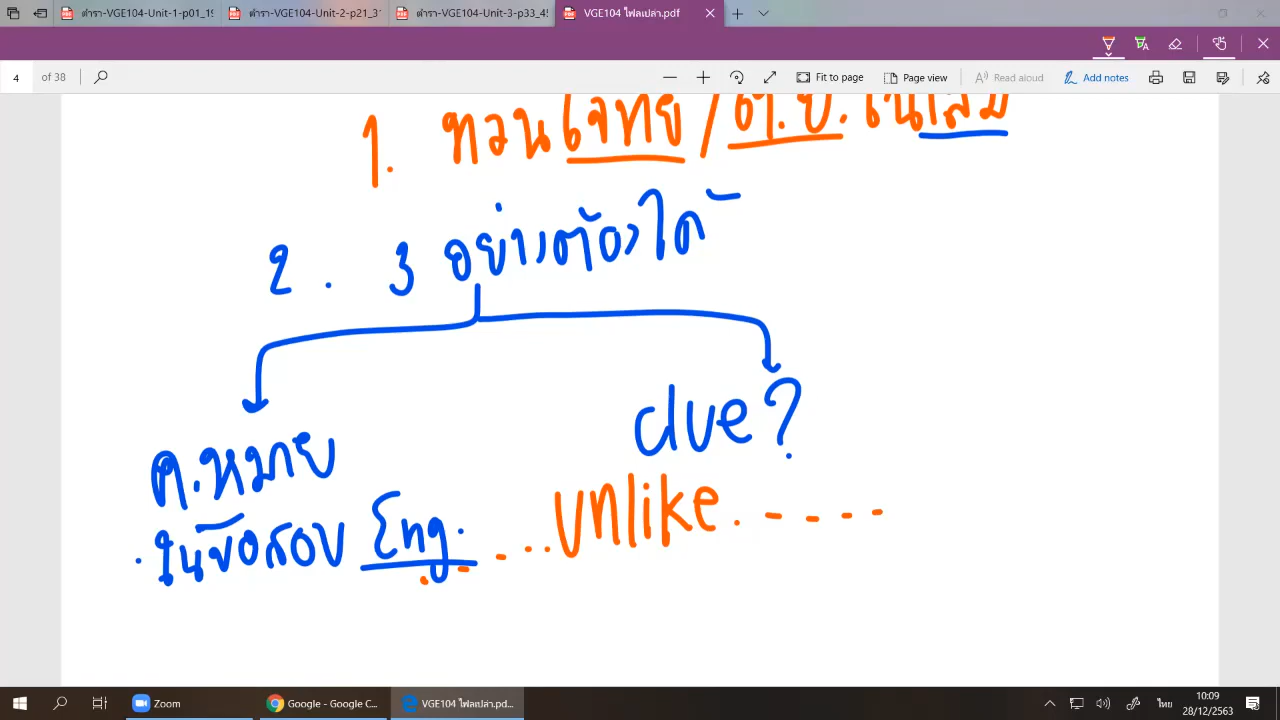 ตำรา-VGE104-Unit-1-p01_1
ตำรา-VGE104-Unit-2-p21_3
ตำรา-VGE104-Unit-3-p33_45
VGE104 ไฟลเปล่า.pdf
4 of 38
Fit to page
Page view
Read aloud
Add notes
1. ทวนโจทย์/ต.ย. ในเล่ม
2. 3 อย่างต้องได้
clue?
ค.หมาย
unlike.
ในข้อสอบ Eng.
Zoom
Google - Google C...
VGE104 ไฟลเปล่า.pd...
ไทย
10:09
28/12/2563